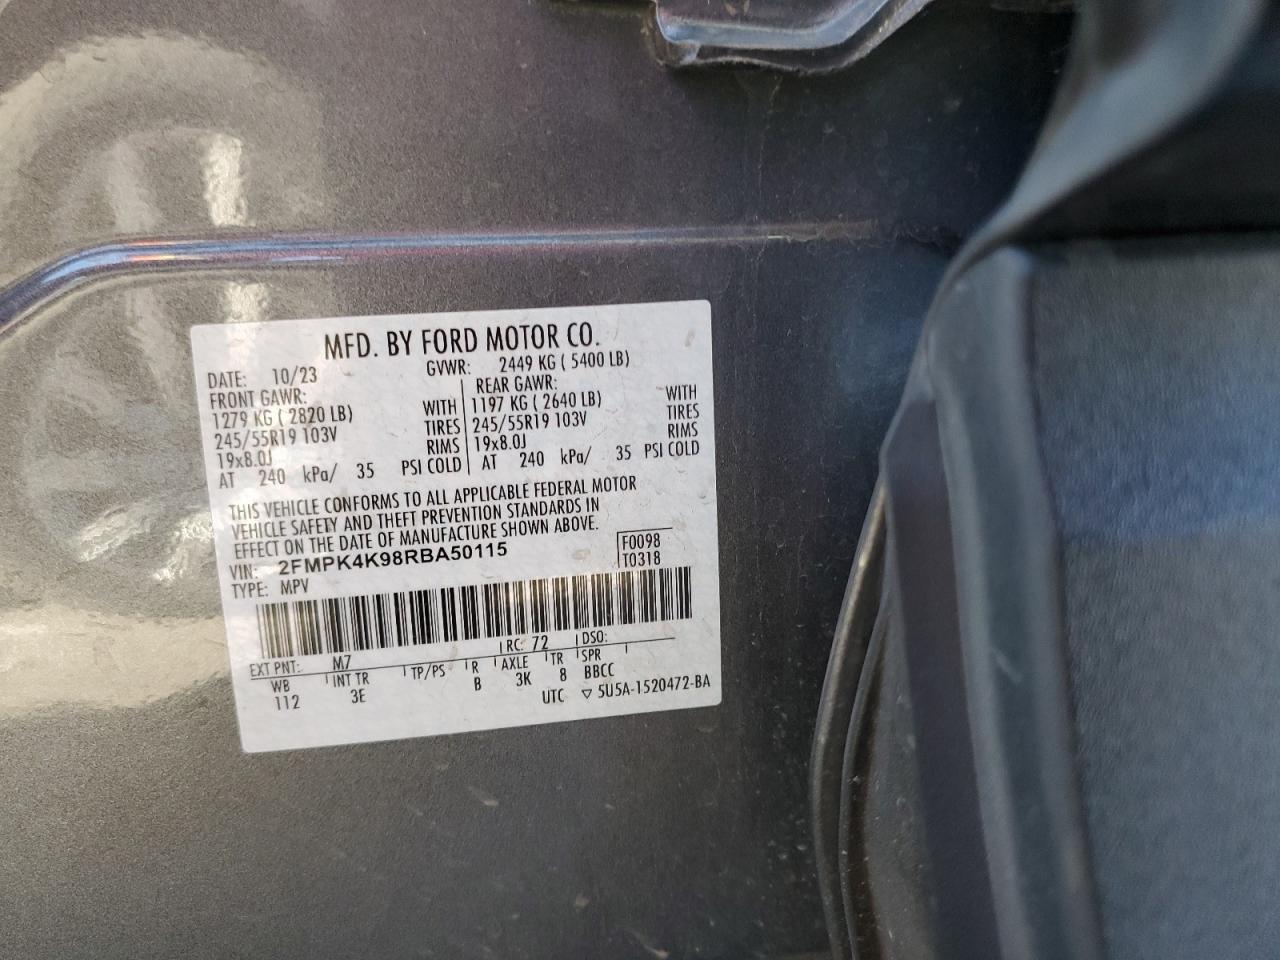 MFD. BY FORD MOTOR CO.
DATE: 10/23 GVWR: 2449 KG ( 5400 LB)
FRONT GAWR: REAR GAWR:
1279 KG ( 2820 LB) WITH 1197 KG ( 2640 LB) WITH
245/55R19 103V TIRES 245/55R19 103V TIRES
19x8.0J RIMS 19x8.0J RIMS
AT 240 kPa/ 35 PSI COLD AT 240 kPa/ 35 PSI COLD
THIS VEHICLE CONFORMS TO ALL APPLICABLE FEDERAL MOTOR
VEHICLE SAFETY AND THEFT PREVENTION STANDARDS IN
EFFECT ON THE DATE OF MANUFACTURE SHOWN ABOVE.
VIN: 2FMPK4K98RBA50115 F0098
TYPE: MPV T0318
EXT PNT: M7 RC: 72 DSO:
WB INT TR TP/PS R AXLE TR SPR
112 3E B 3K 8 BBCC
UTC ▽ 5U5A-1520472-BA